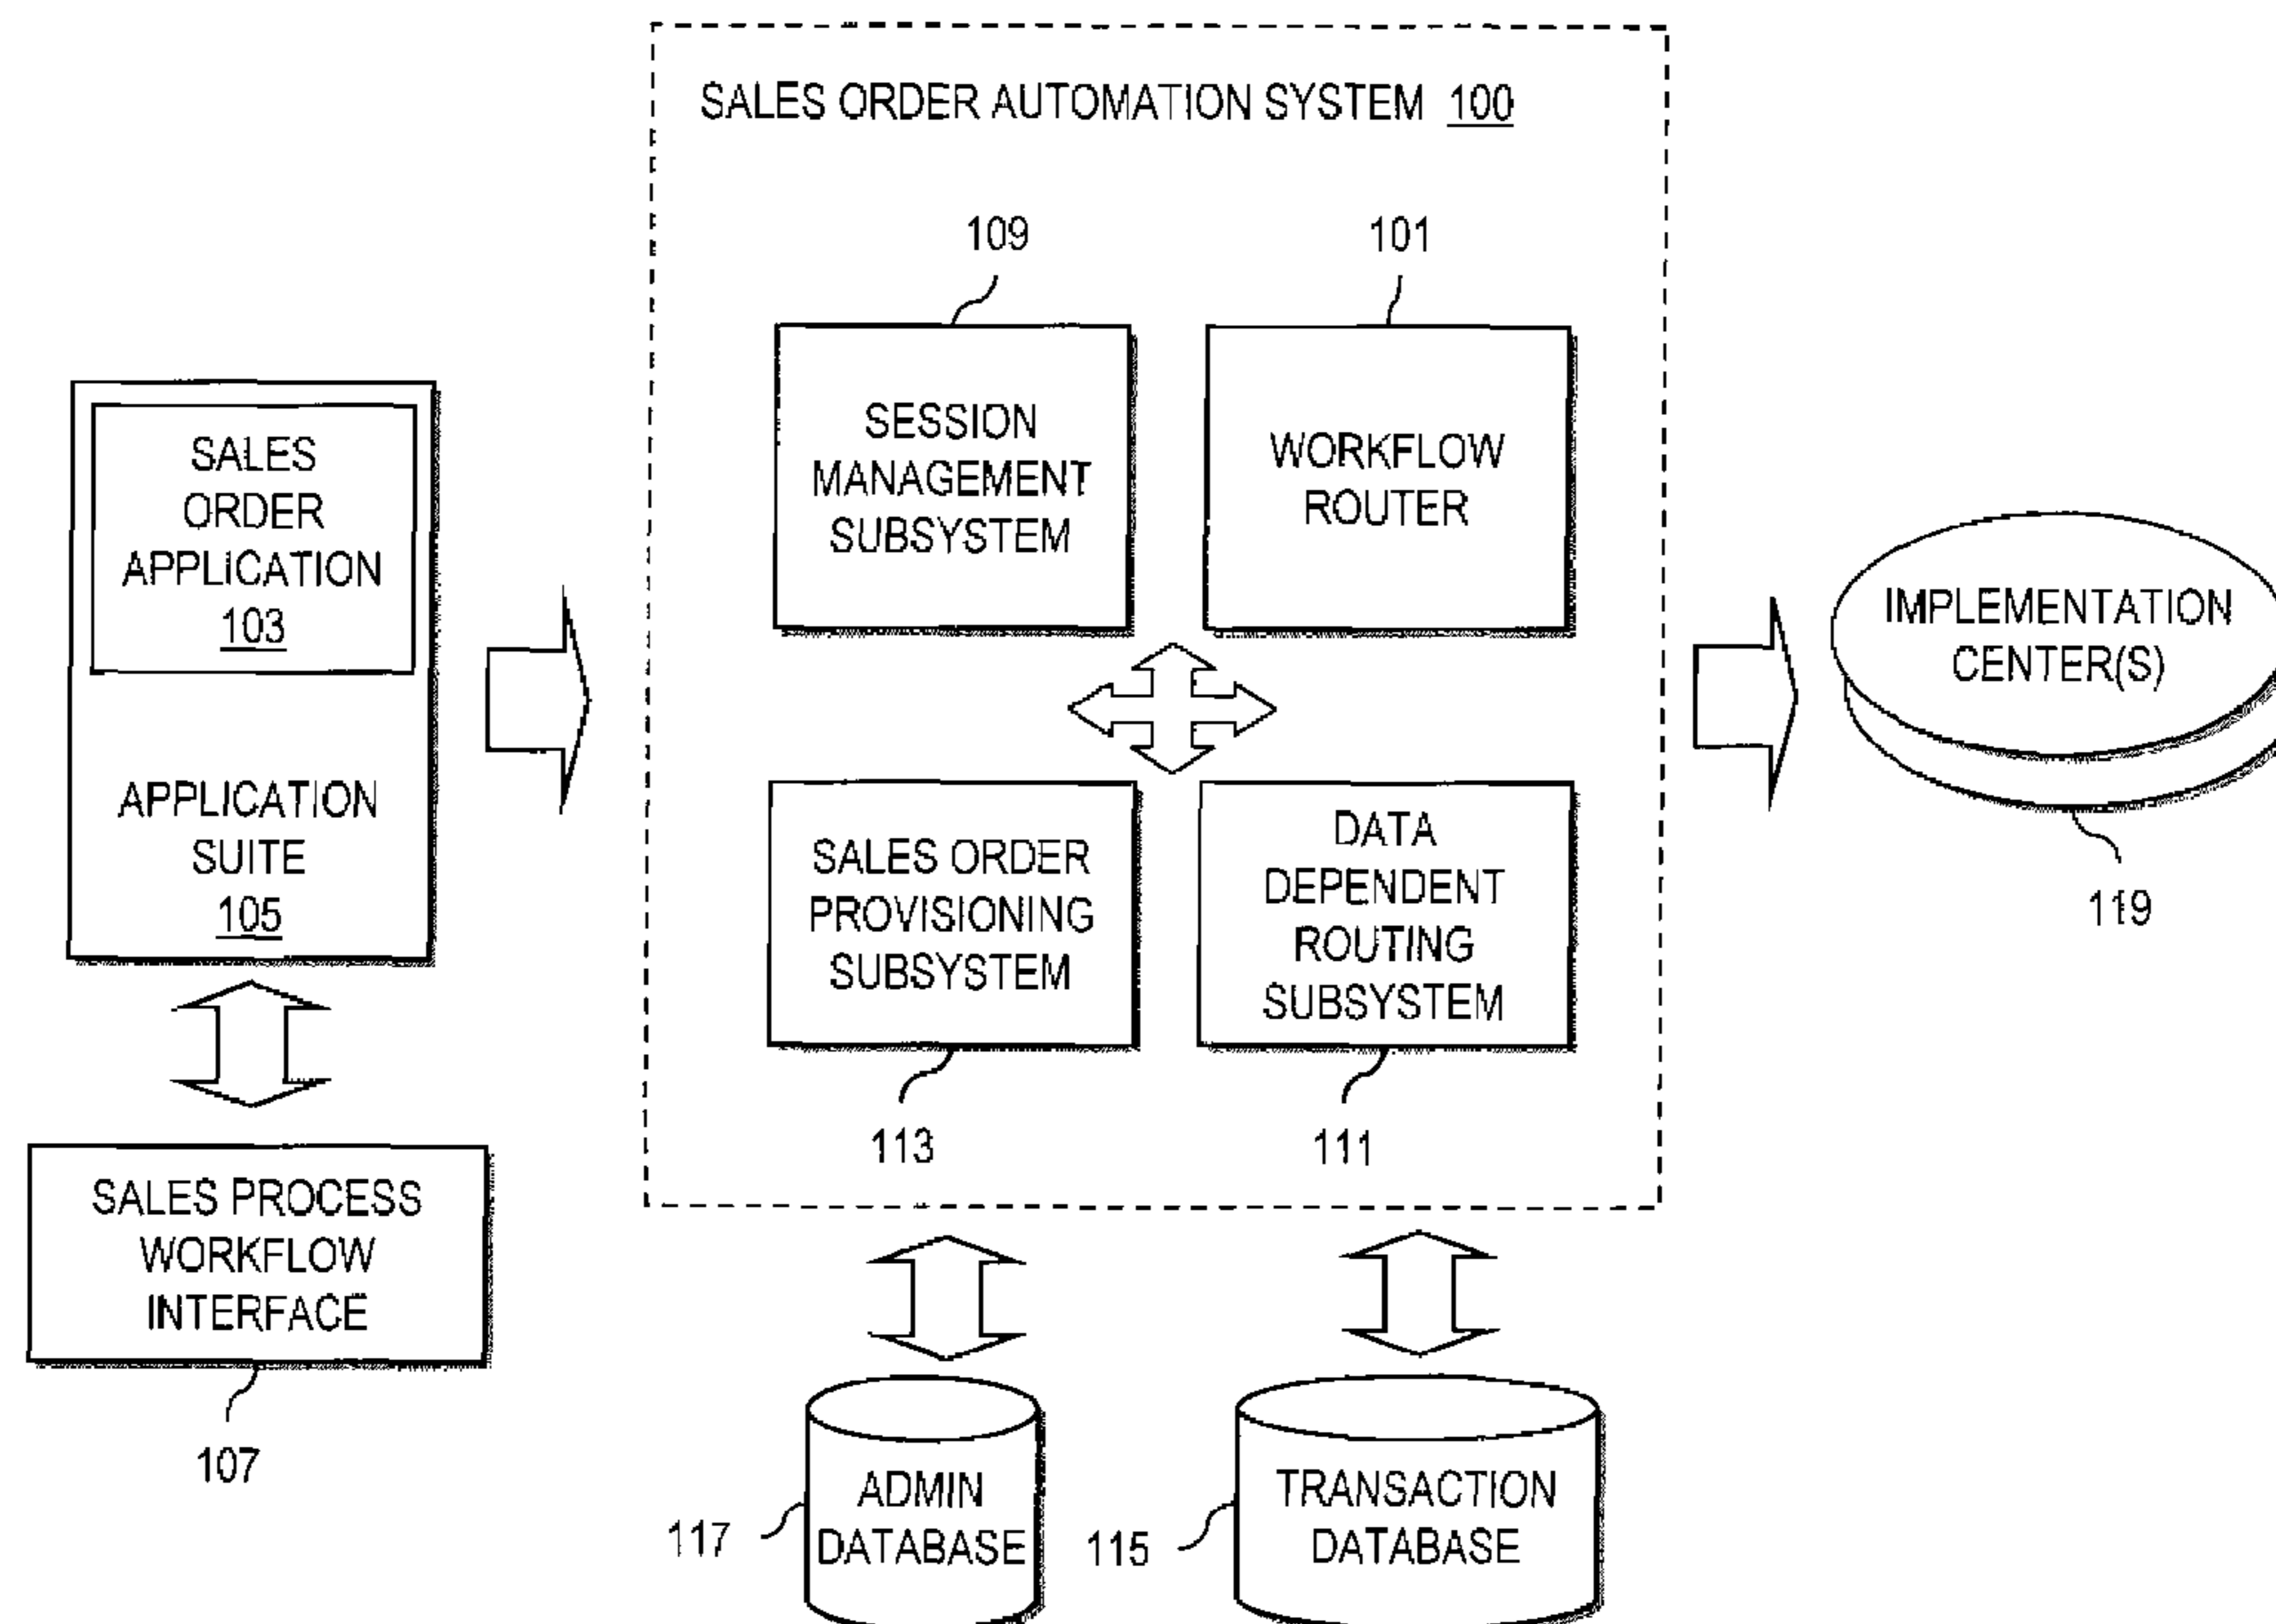 SALES ORDER AUTOMATION SYSTEM 100
109
101
SESSION
MANAGEMENT
SUBSYSTEM
WORKFLOW
ROUTER
SALES
ORDER
APPLICATION
103
APPLICATION
SUITE
105
IMPLEMENTATION
CENTER(S)
119
SALES ORDER
PROVISIONING
SUBSYSTEM
DATA
DEPENDENT
ROUTING
SUBSYSTEM
113
111
SALES PROCESS
WORKFLOW
INTERFACE
107
117
ADMIN
DATABASE
115
TRANSACTION
DATABASE